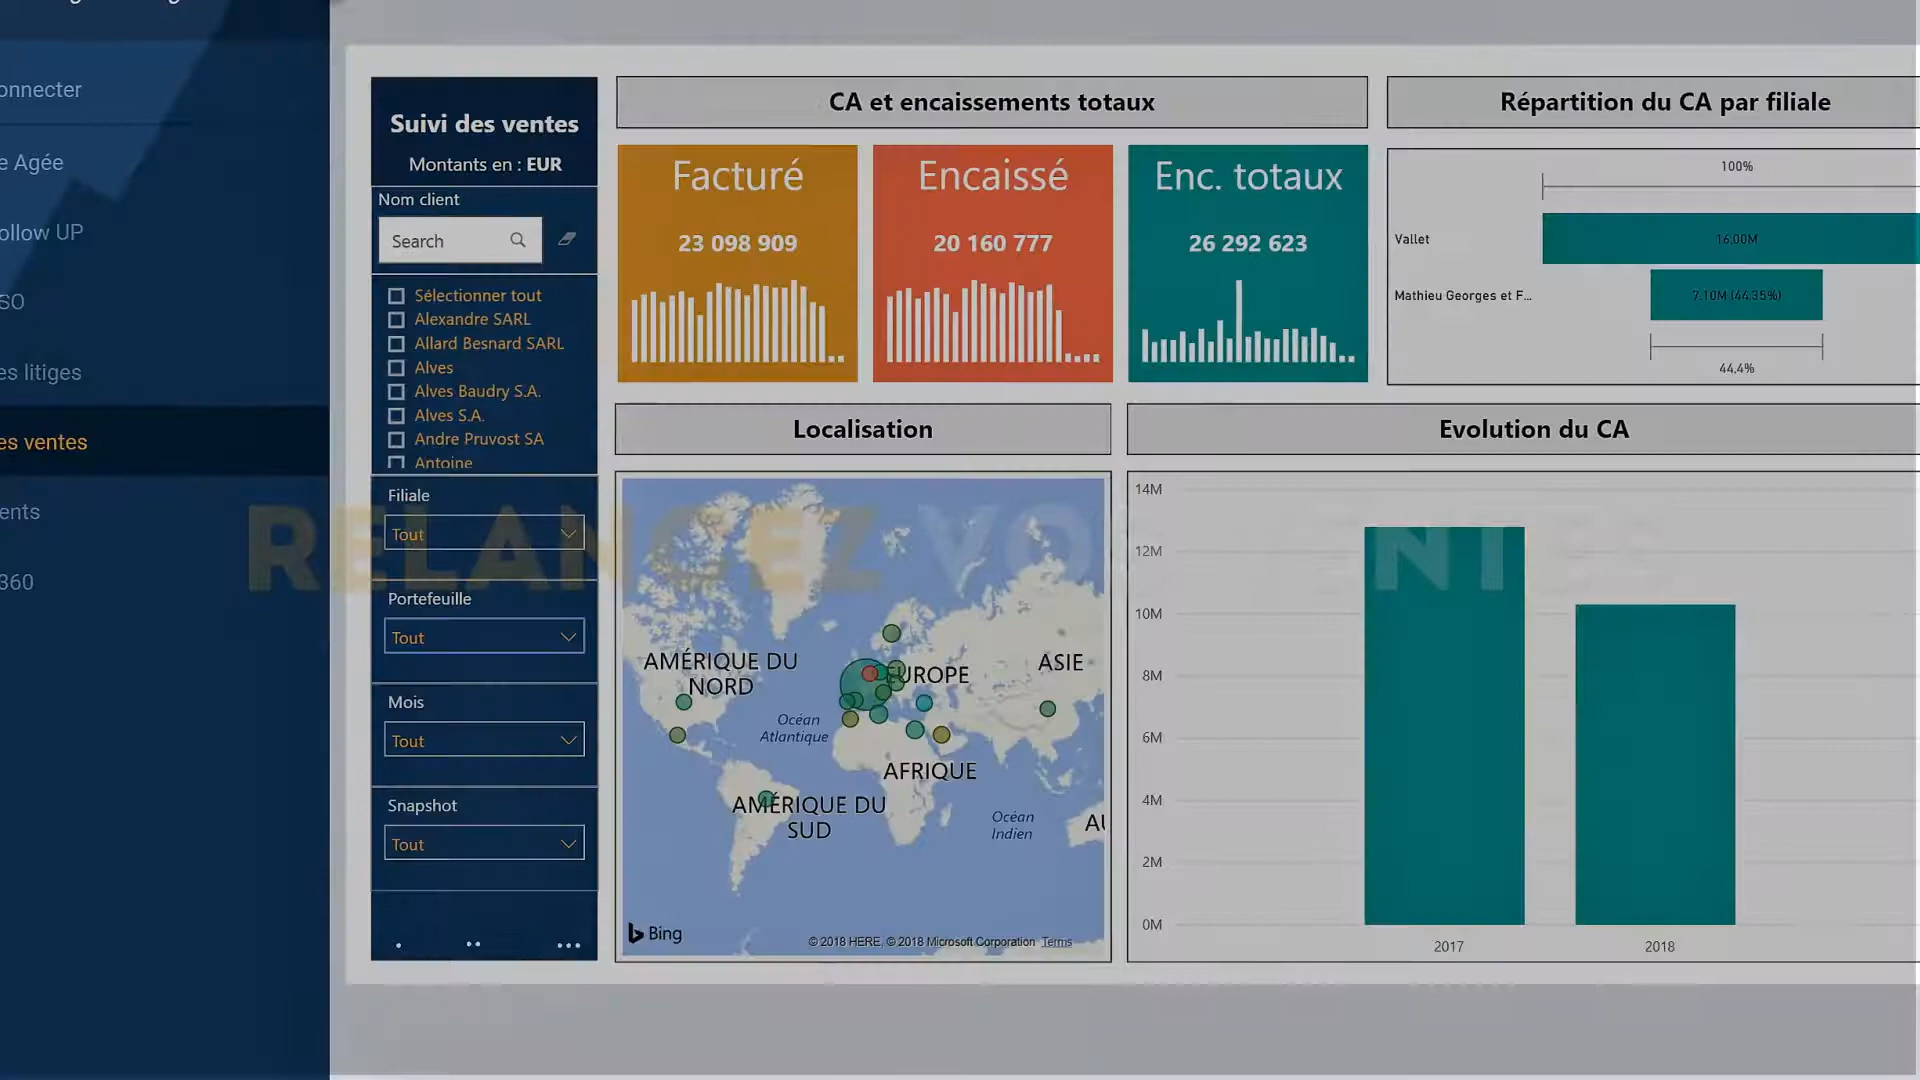 onnecter
e Agée
ollow UP
SO
es litiges
es ventes
ents
360
Suivi des ventes
Montants en : EUR
Nom client
Search
Sélectionner tout
Alexandre SARL
Allard Besnard SARL
Alves
Alves Baudry S.A.
Alves S.A.
Andre Pruvost SA
Antoine
Filiale
Tout
Portefeuille
Tout
Mois
Tout
Snapshot
Tout
CA et encaissements totaux
Facturé
23 098 909
Encaissé
20 160 777
Enc. totaux
26 292 623
Répartition du CA par filiale
100%
Vallet
16.00M
Mathieu Georges et F...
7.10M (44.35%)
44.4%
Localisation
AMÉRIQUE DU
NORD
EUROPE
ASIE
Océan
Atlantique
AFRIQUE
AMÉRIQUE DU
SUD
Océan
Indien
AU
Bing
© 2018 HERE, © 2018 Microsoft Corporation Terms
Evolution du CA
14M
12M
10M
8M
6M
4M
2M
0M
2017
2018
RELANCEZ VOS